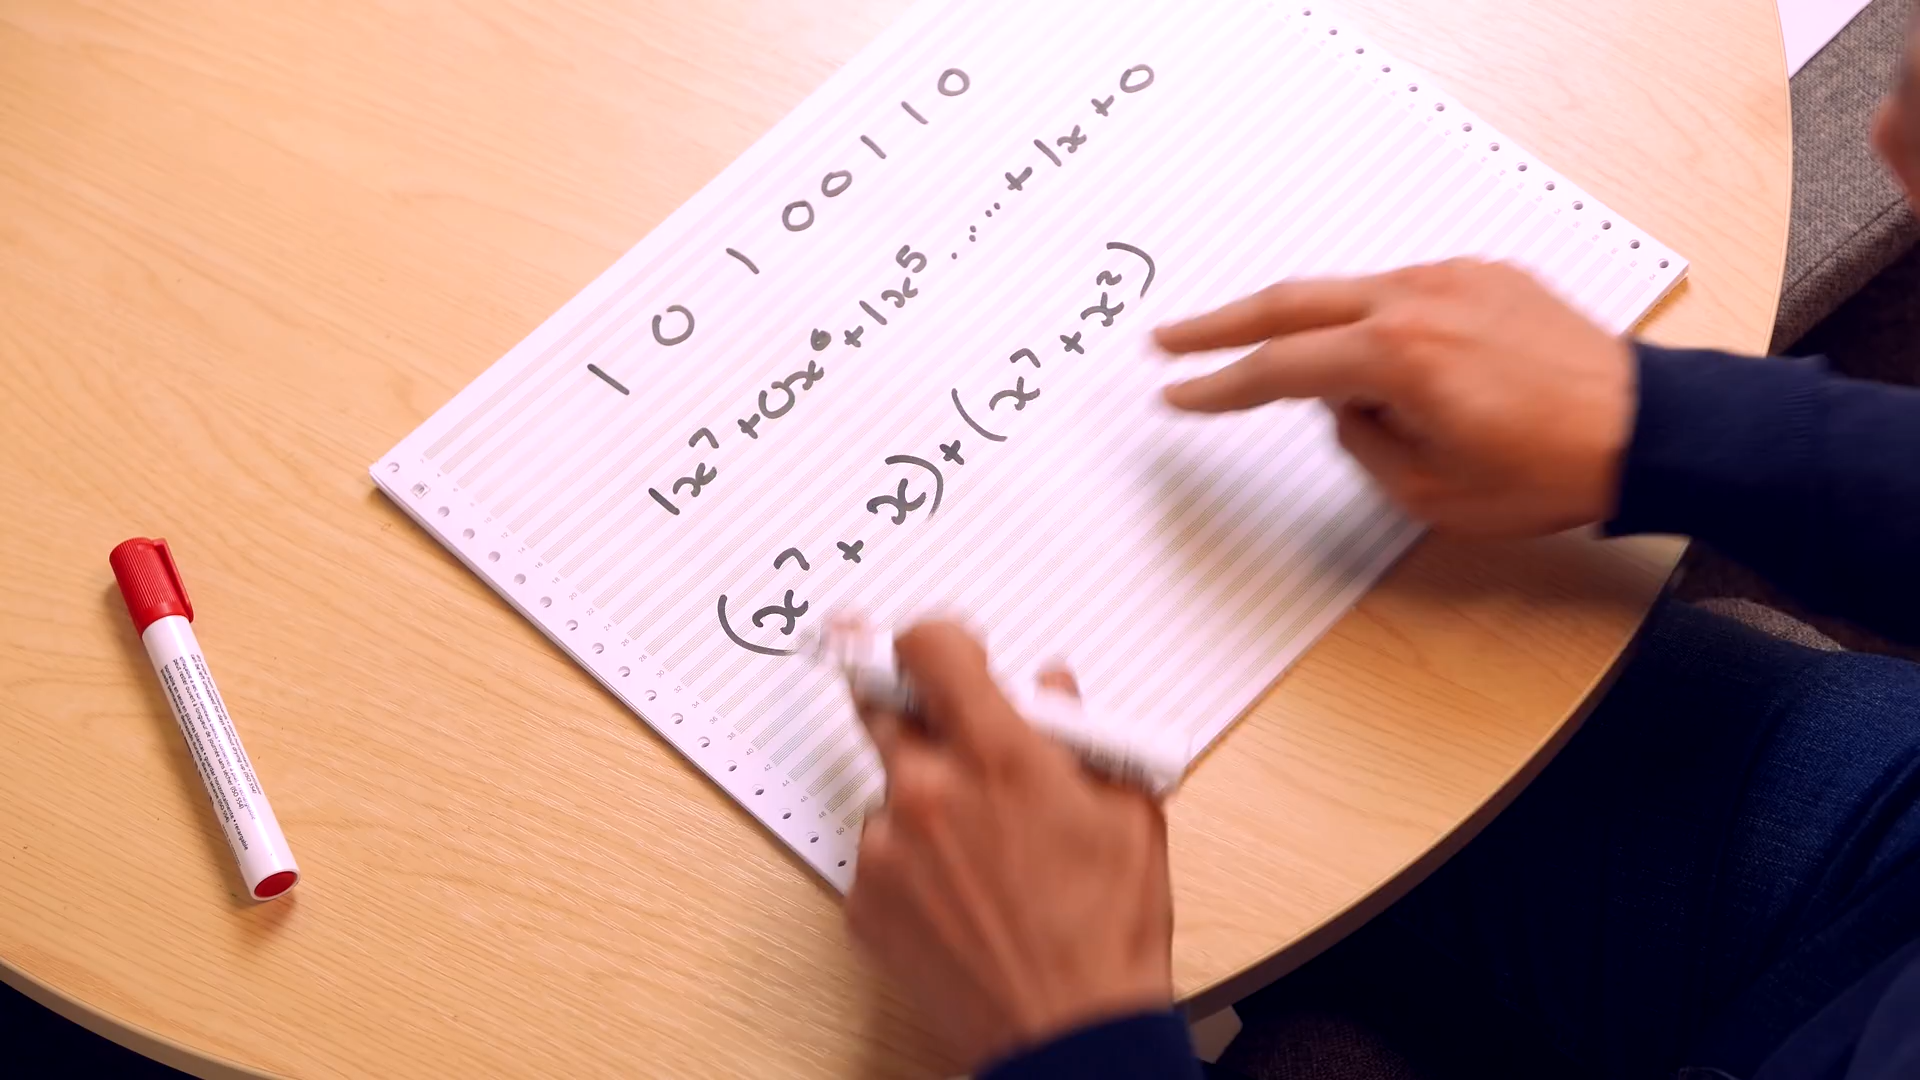 1 0 1 0 0 1 1 0
1x⁷ + 0x⁶ + 1x⁵ ..... + 1x + 0
(x⁷ + x) + (x⁷ + x²)